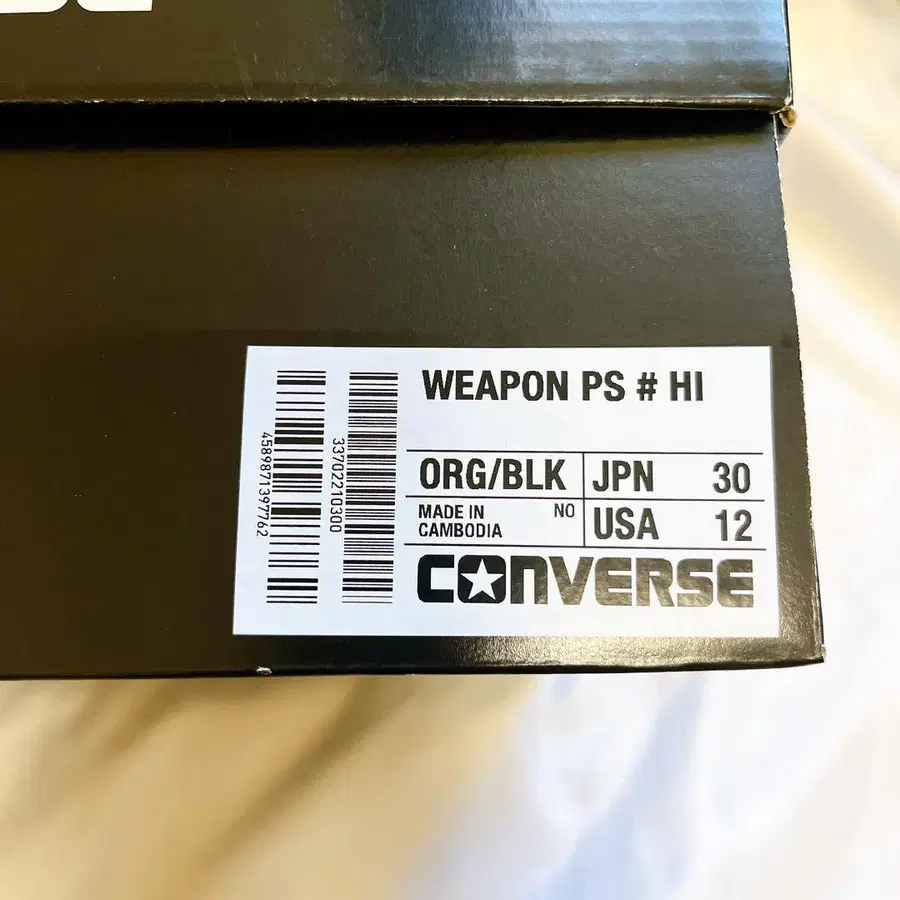 WEAPON PS # HI
ORG/BLK JPN 30
MADE IN CAMBODIA NO USA 12
CONVERSE
4589871397762
33702210300